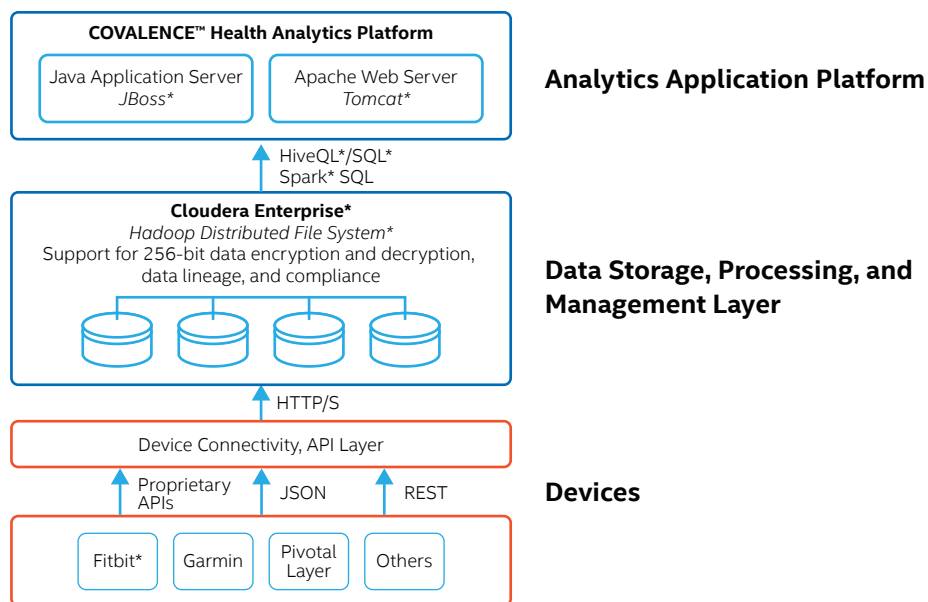 COVALENCE™ Health Analytics Platform
Java Application Server
JBoss*
Apache Web Server
Tomcat*
Analytics Application Platform
HiveQL*/SQL*
Spark* SQL
Cloudera Enterprise*
Hadoop Distributed File System*
Support for 256-bit data encryption and decryption,
data lineage, and compliance
Data Storage, Processing, and
Management Layer
HTTP/S
Device Connectivity, API Layer
Proprietary
APIs
JSON
REST
Devices
Fitbit*
Garmin
Pivotal
Layer
Others